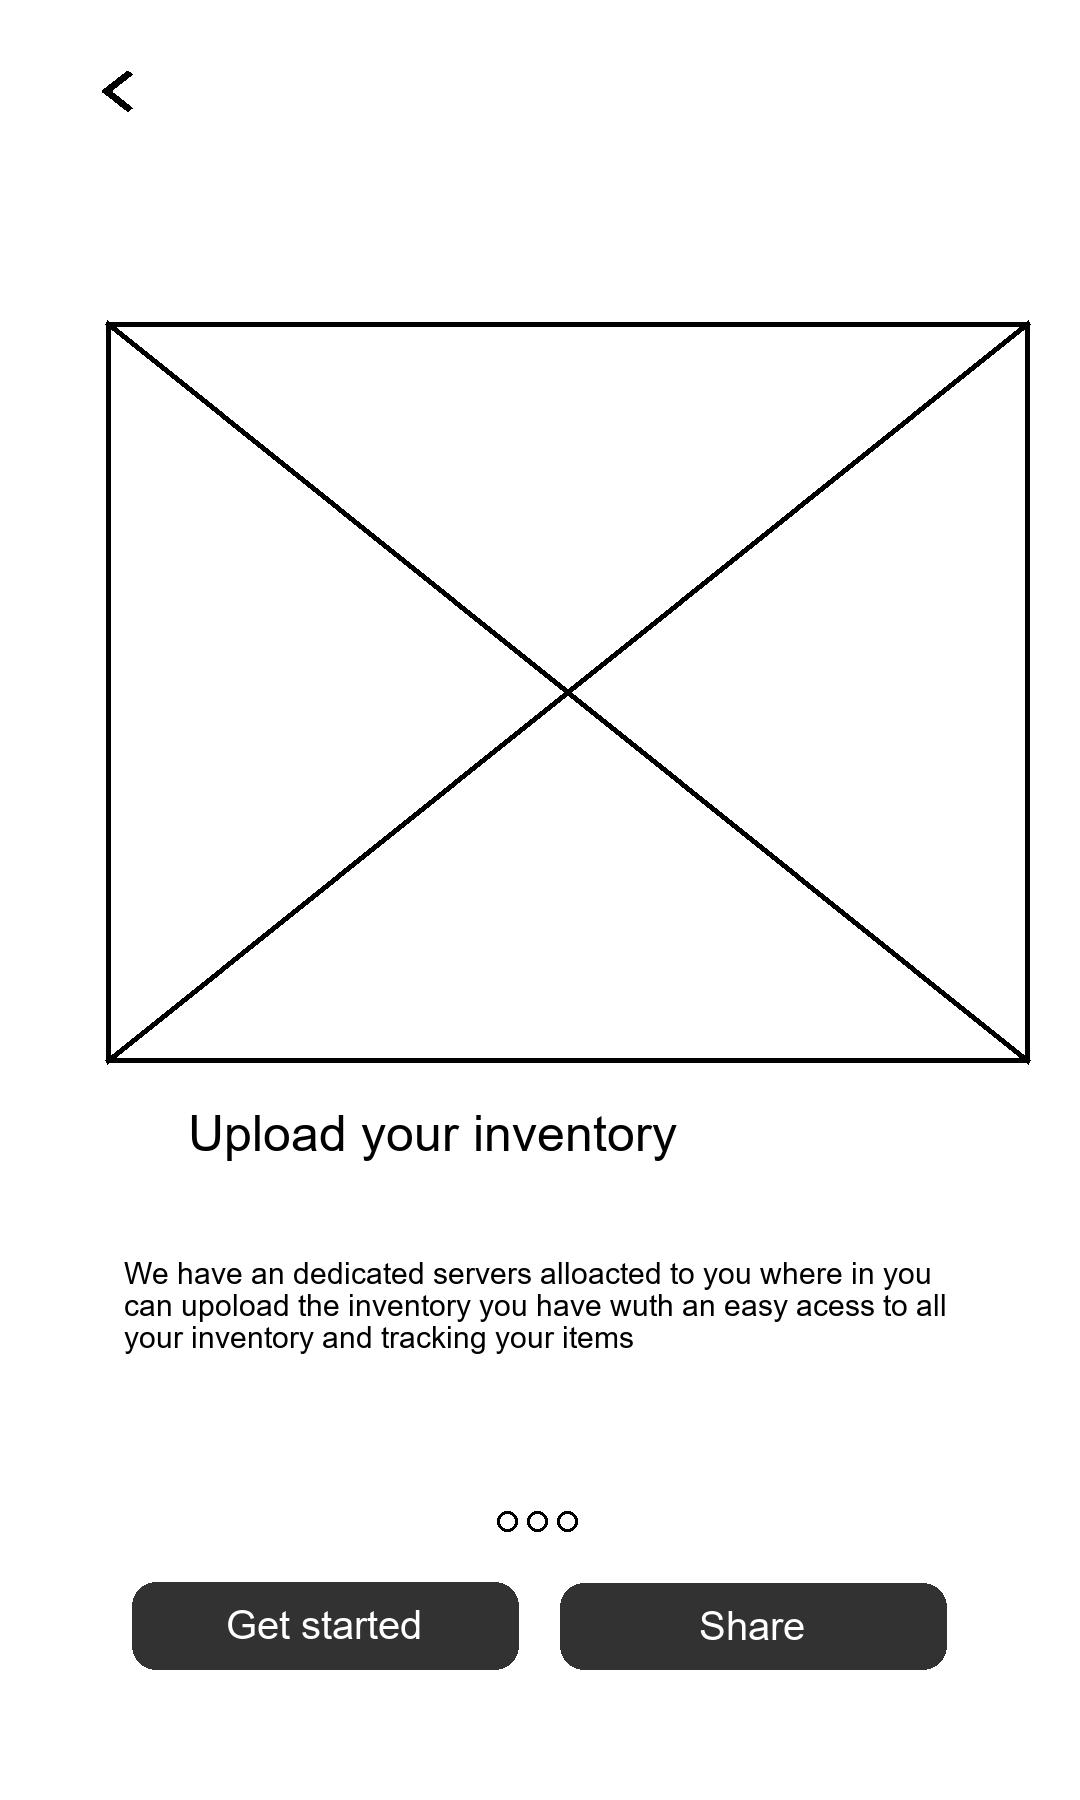 Upload your inventory
We have an dedicated servers alloacted to you where in you
can upoload the inventory you have wuth an easy acess to all
your inventory and tracking your items
Get started
Share